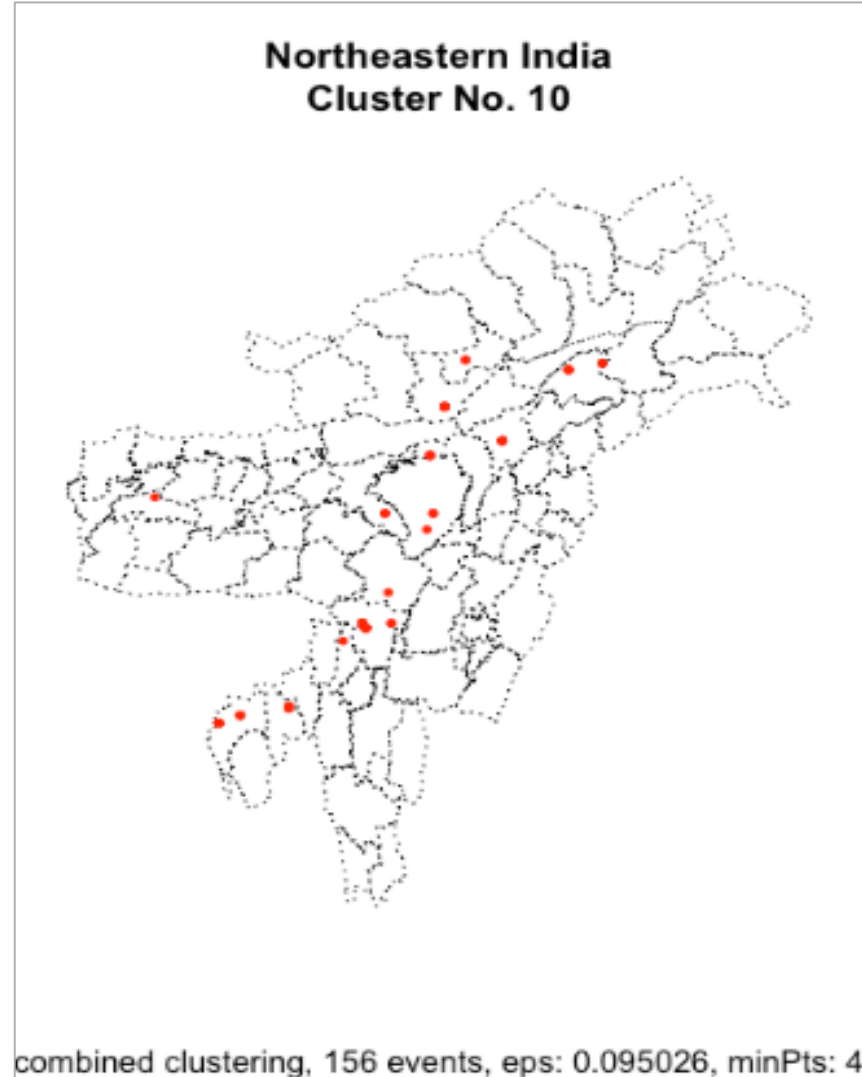 Northeastern India
Cluster No. 10
combined clustering, 156 events, eps: 0.095026, minPts: 4